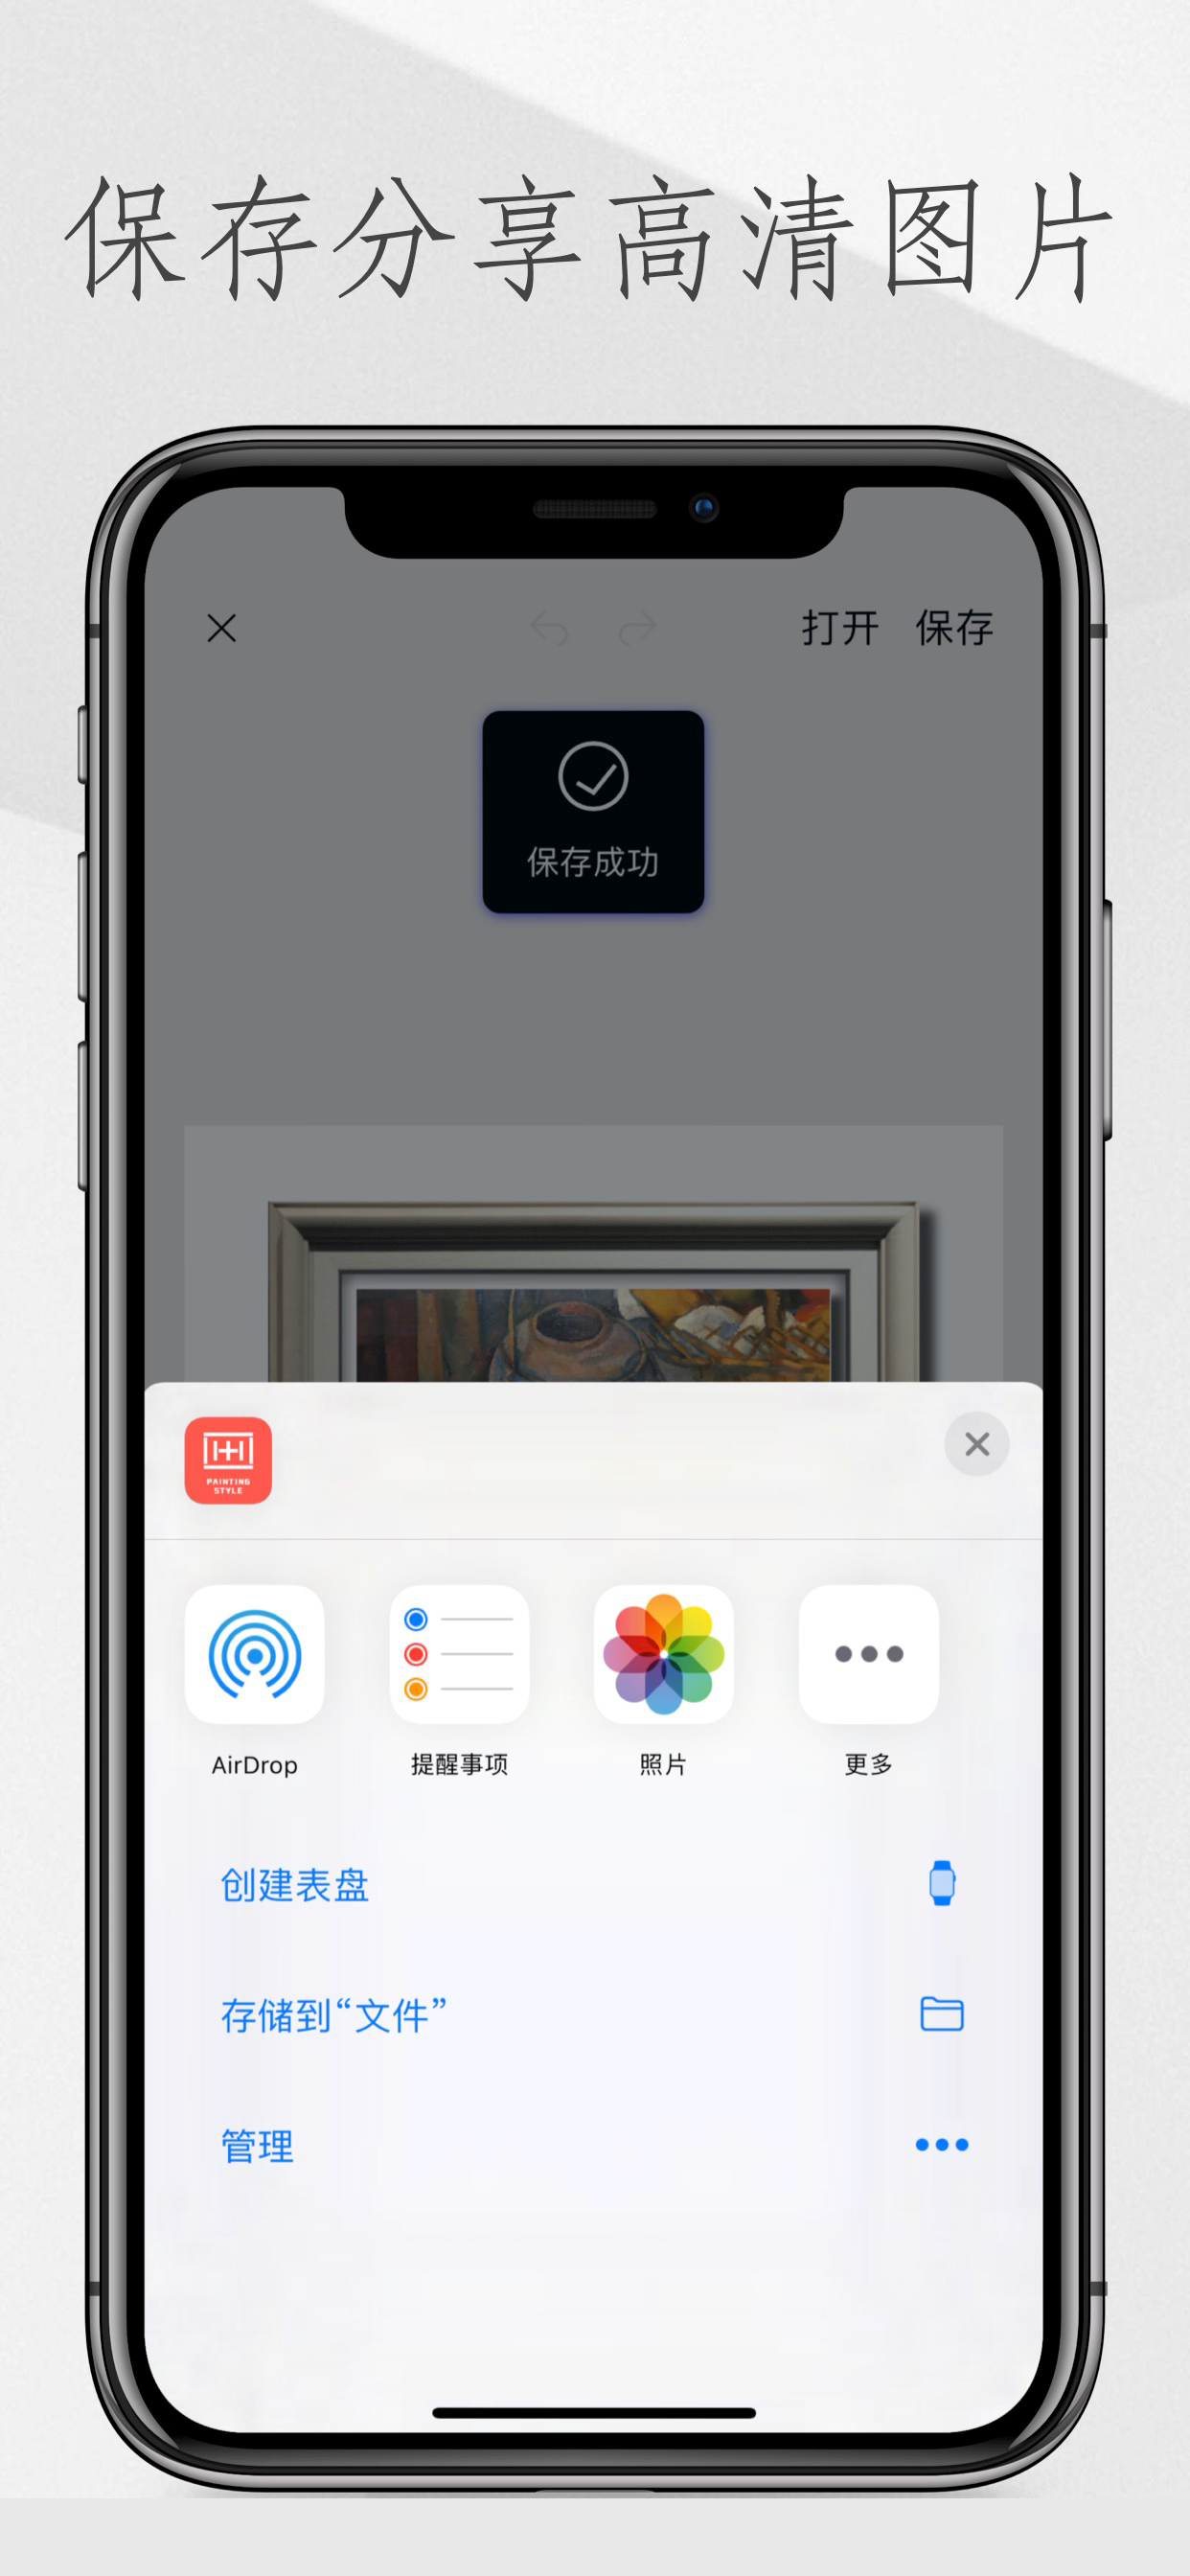 保存分享高清图片
打开 保存
保存成功
PAINTING
STYLE
AirDrop 提醒事项 照片 更多
创建表盘
存储到“文件”
管理